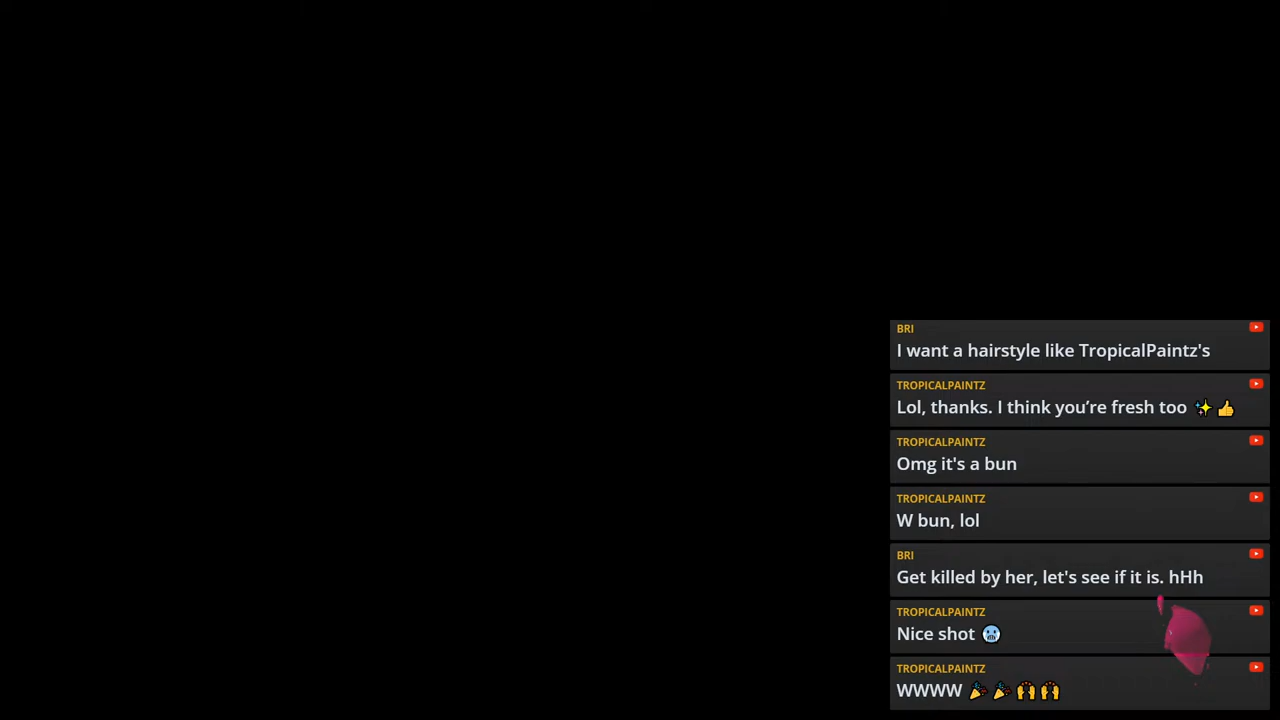 BRI
I want a hairstyle like TropicalPaintz's
TROPICALPAINTZ
Lol, thanks. I think you’re fresh too ✨👍
TROPICALPAINTZ
Omg it's a bun
TROPICALPAINTZ
W bun, lol
BRI
Get killed by her, let's see if it is. hHh
TROPICALPAINTZ
Nice shot 🥶
TROPICALPAINTZ
WWWW 🎉 🎉 🙌 🙌